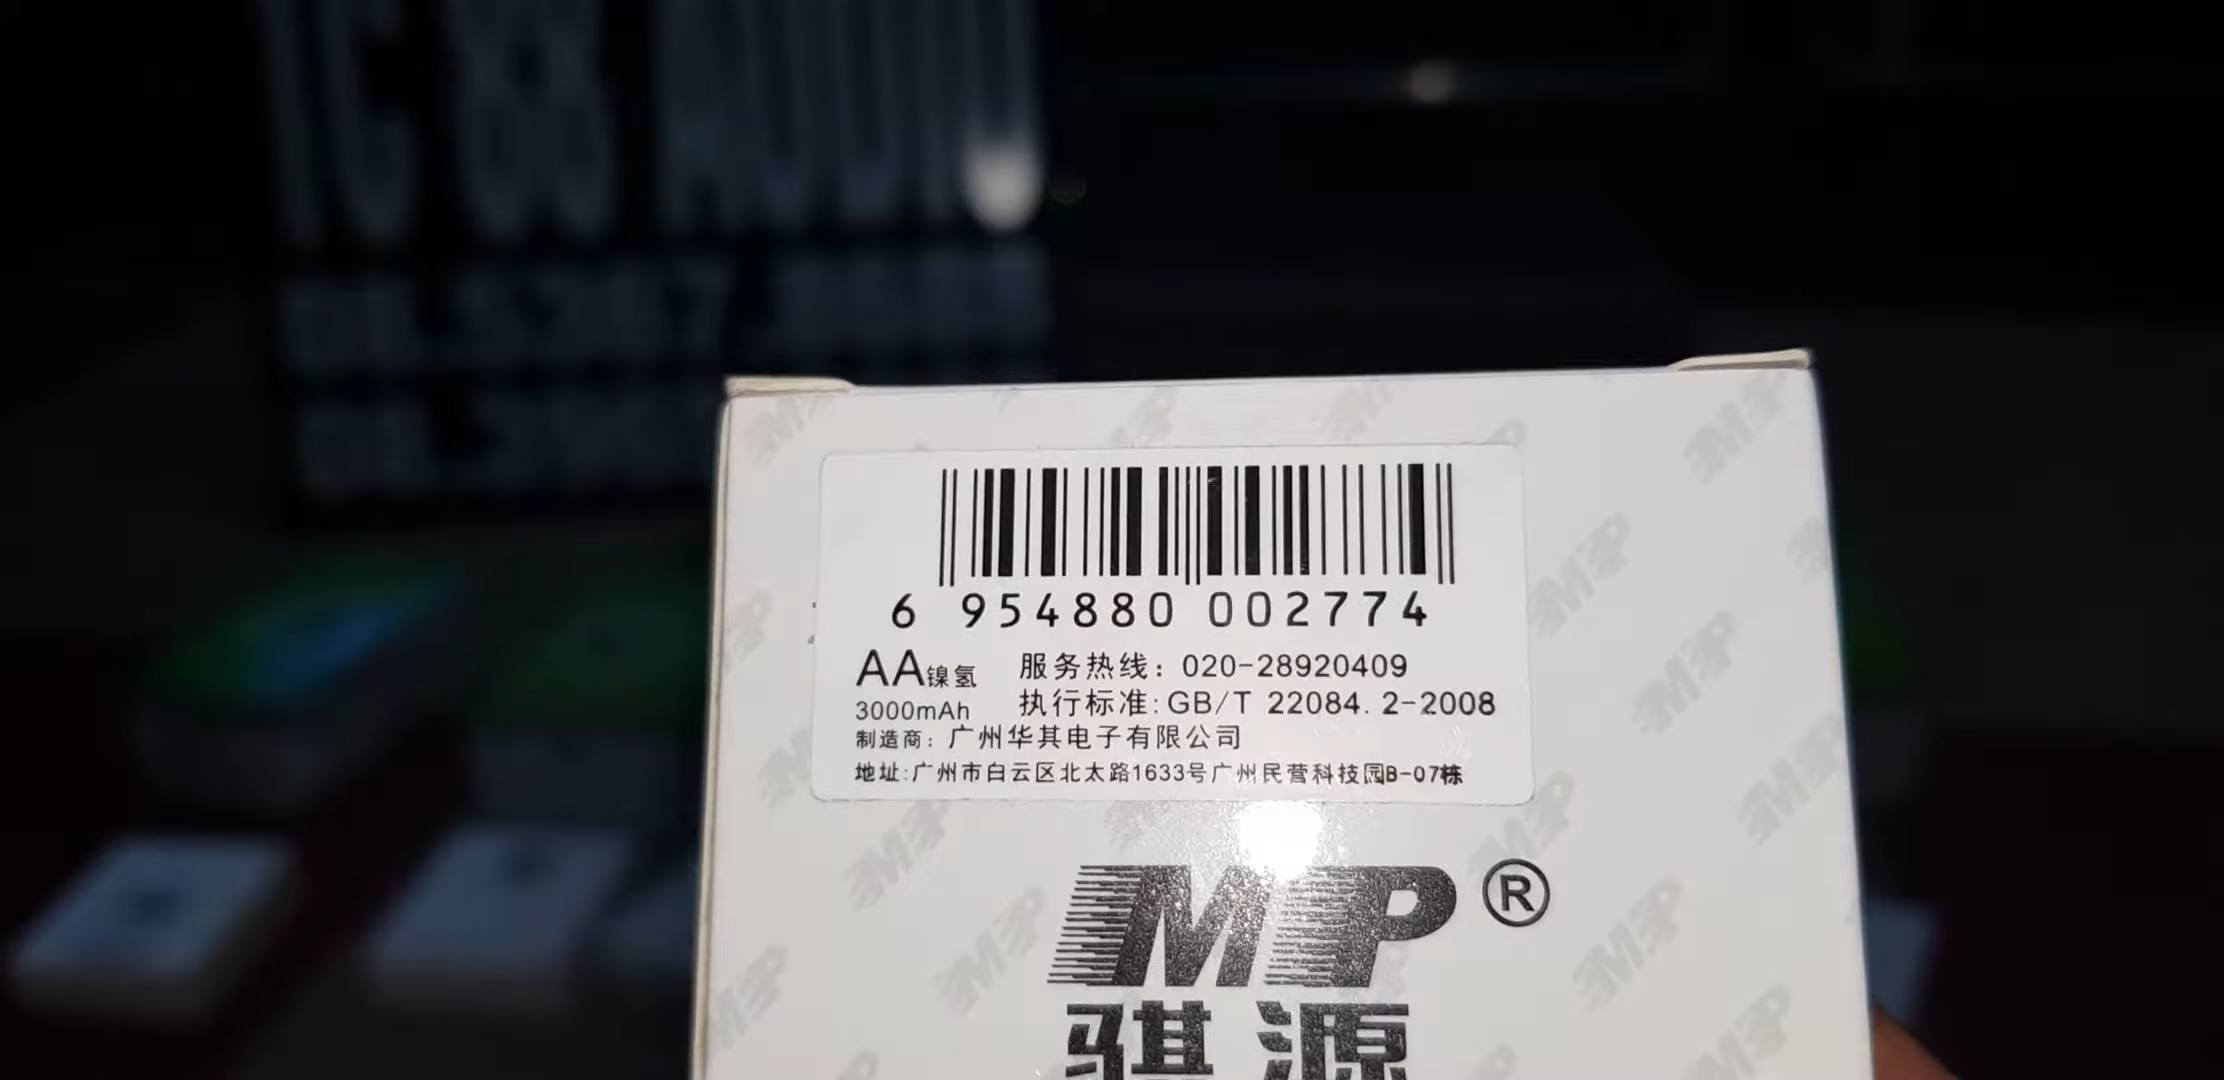 6 954880 002774
AA镍氢 服务热线: 020-28920409
3000mAh 执行标准:GB/T 22084.2-2008
制造商: 广州华其电子有限公司
地址:广州市白云区北太路1633号广州民营科技园B-07栋
MP®
骐源